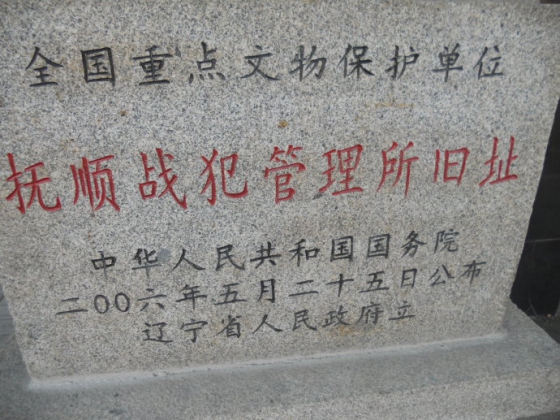 全国重点文物保护单位
抚顺战犯管理所旧址
中华人民共和国国务院
二00六年五月二十五日公布
辽宁省人民政府立